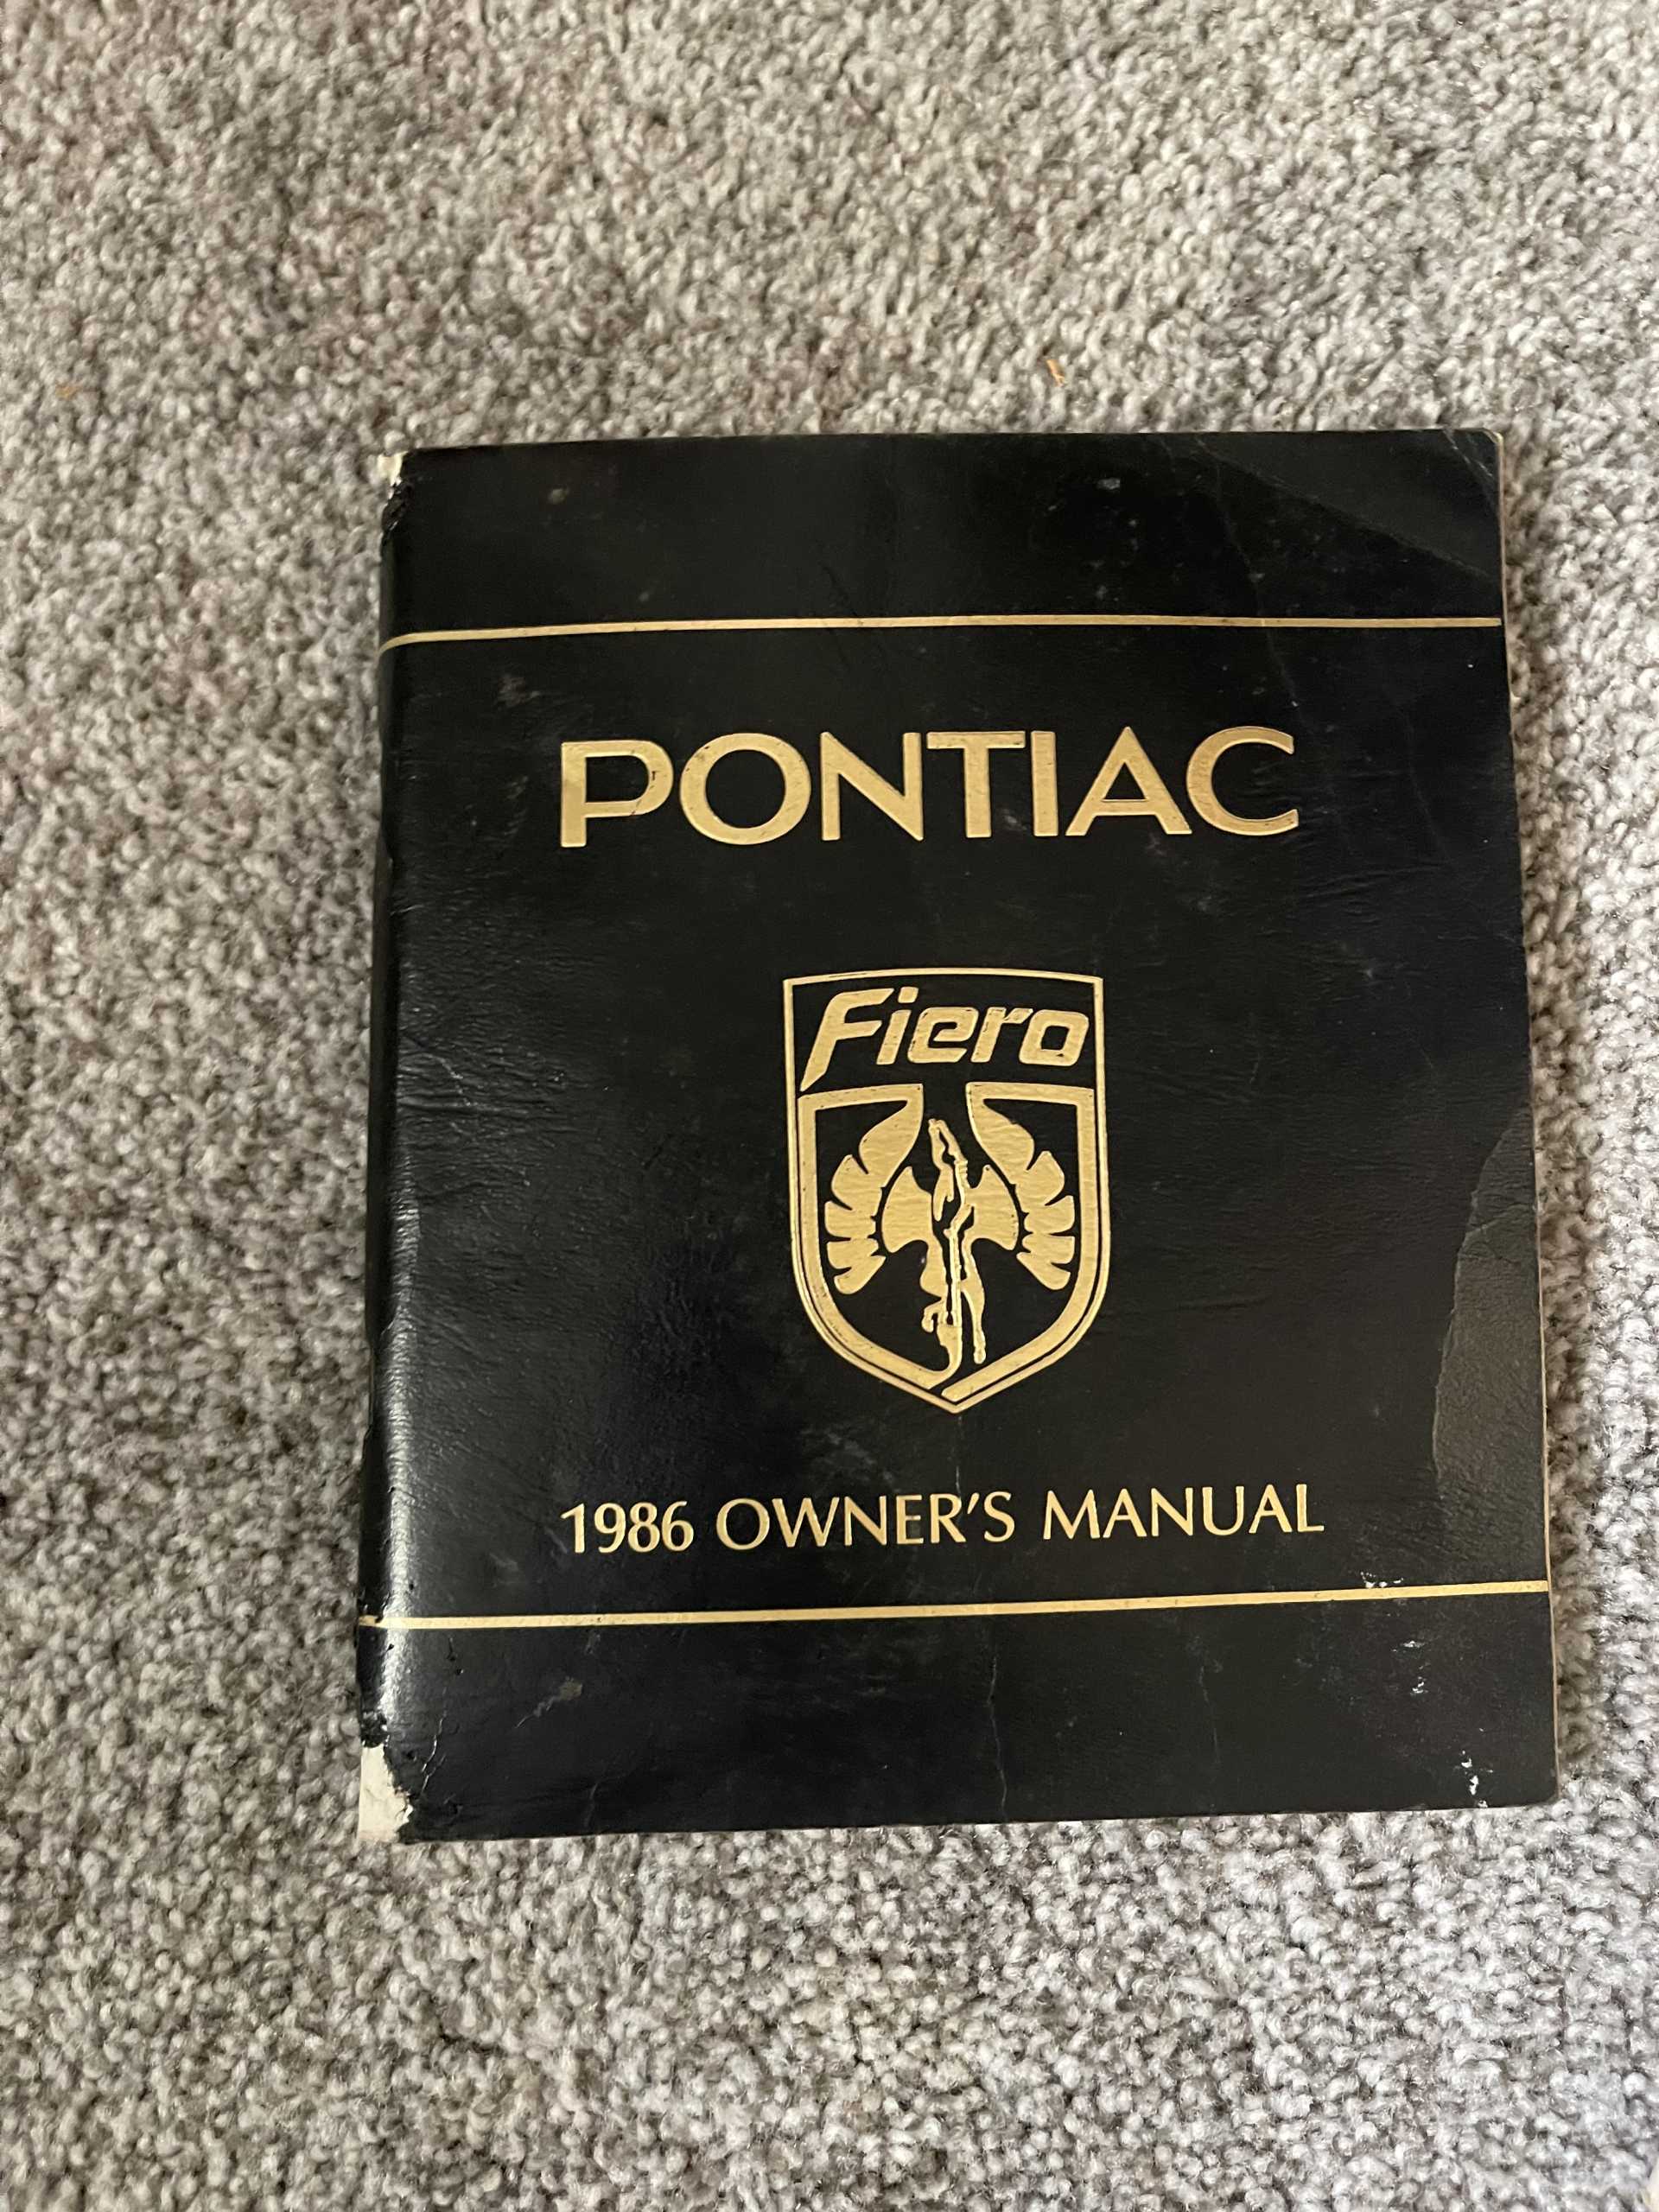 PONTIAC
Fiero
1986 OWNER'S MANUAL